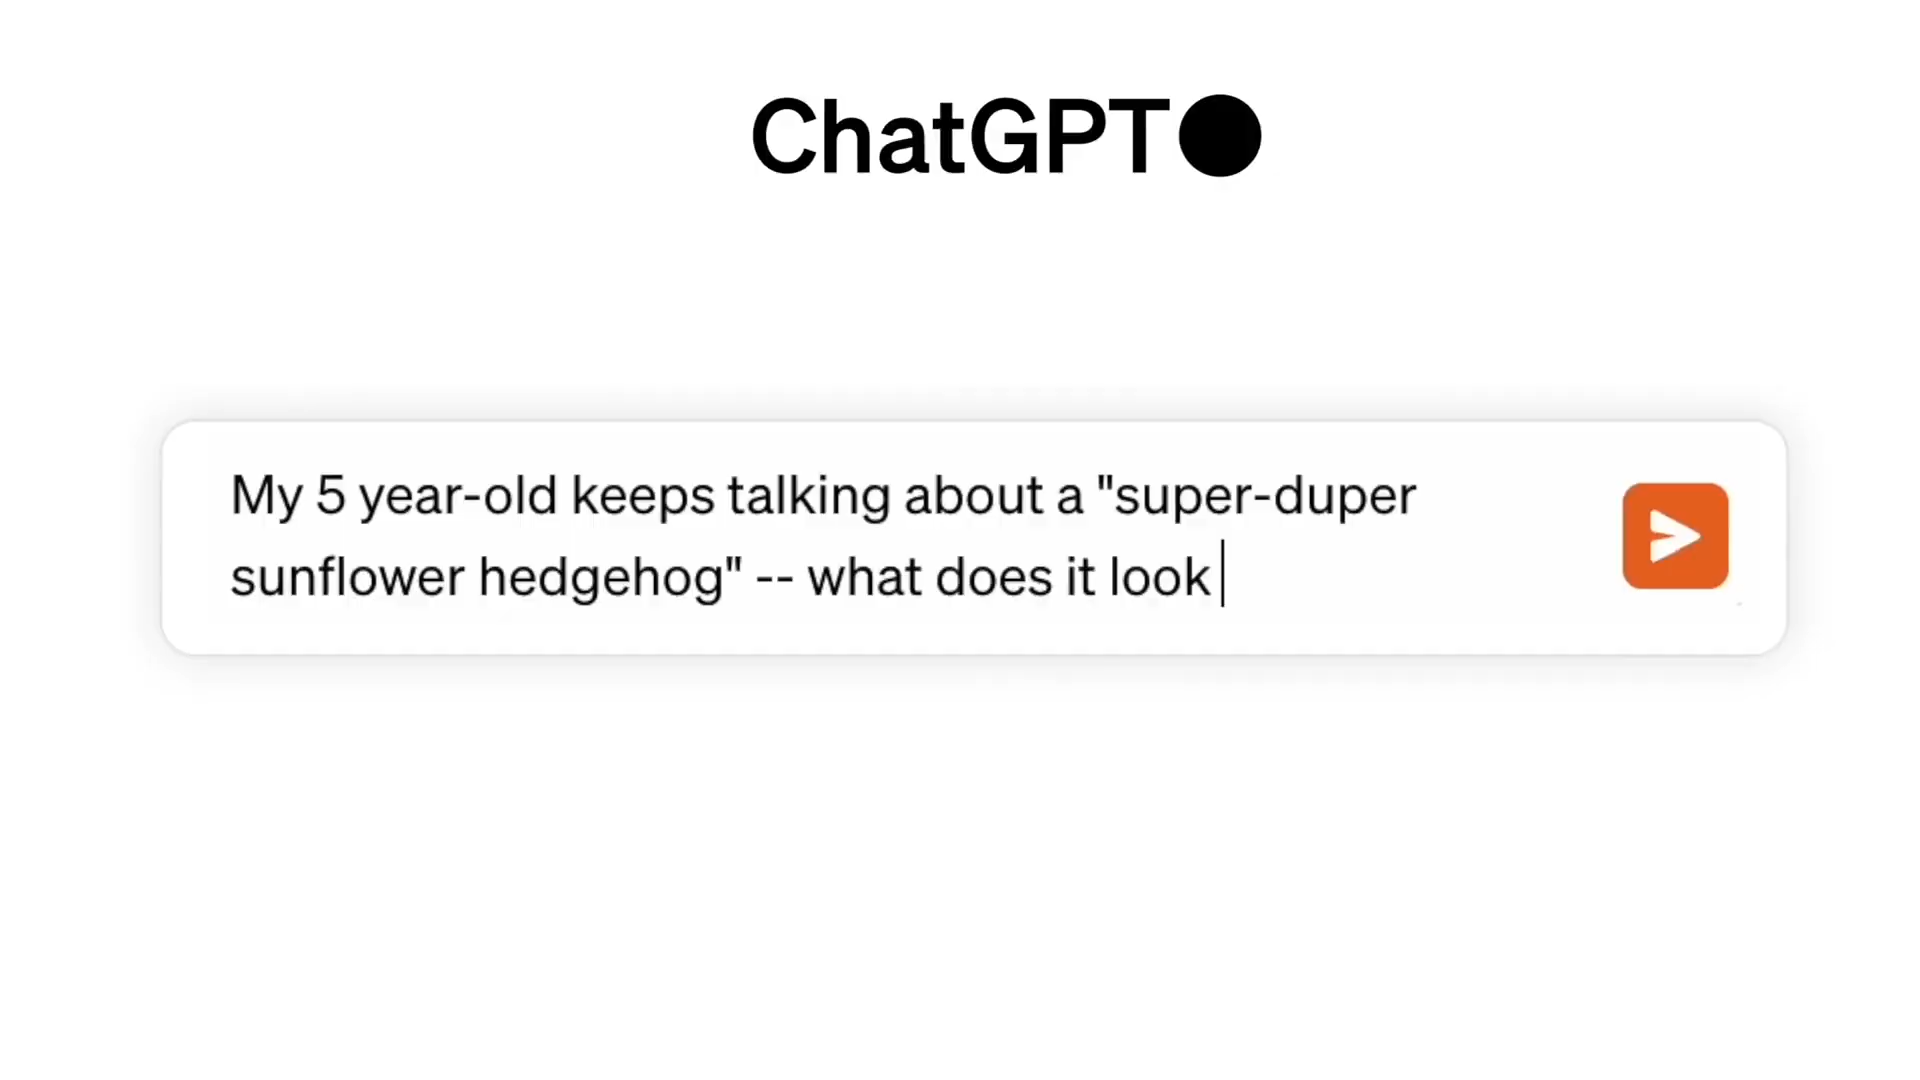 ChatGPT
My 5 year-old keeps talking about a "super-duper
sunflower hedgehog" -- what does it look